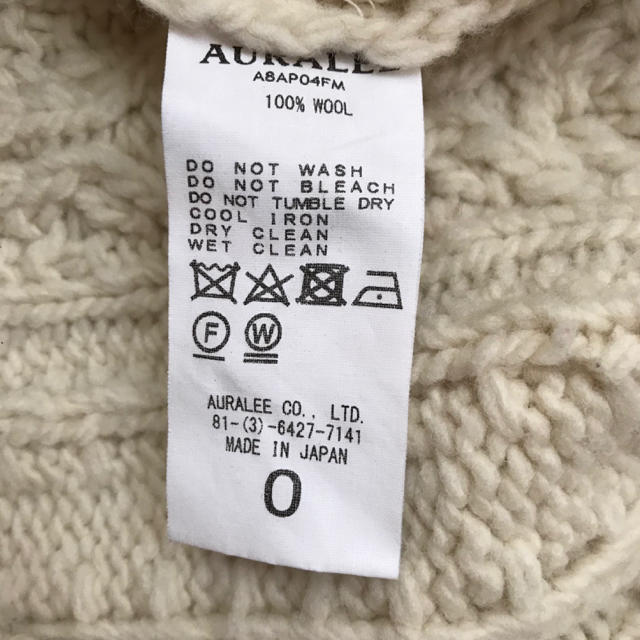 AURALEE
A8AP04FM
100% WOOL
DO NOT WASH
DO NOT BLEACH
DO NOT TUMBLE DRY
COOL IRON
DRY CLEAN
WET CLEAN
F W
AURALEE CO., LTD.
81-(3)-6427-7141
MADE IN JAPAN
0